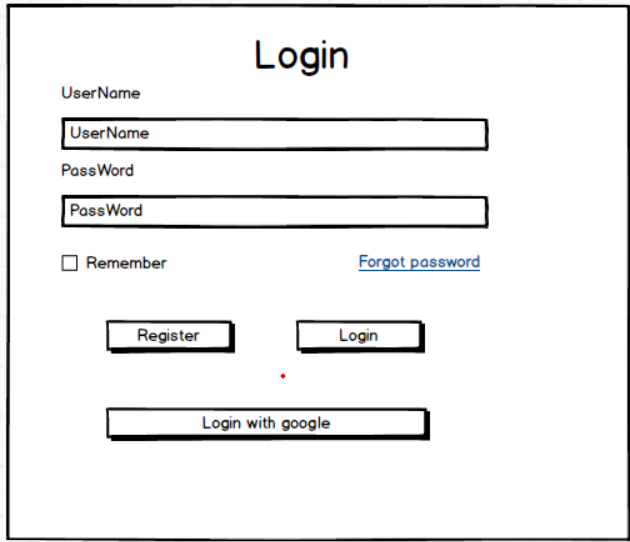 Login
UserName
UserName
PassWord
PassWord
Remember Forgot password
Register Login
Login with google